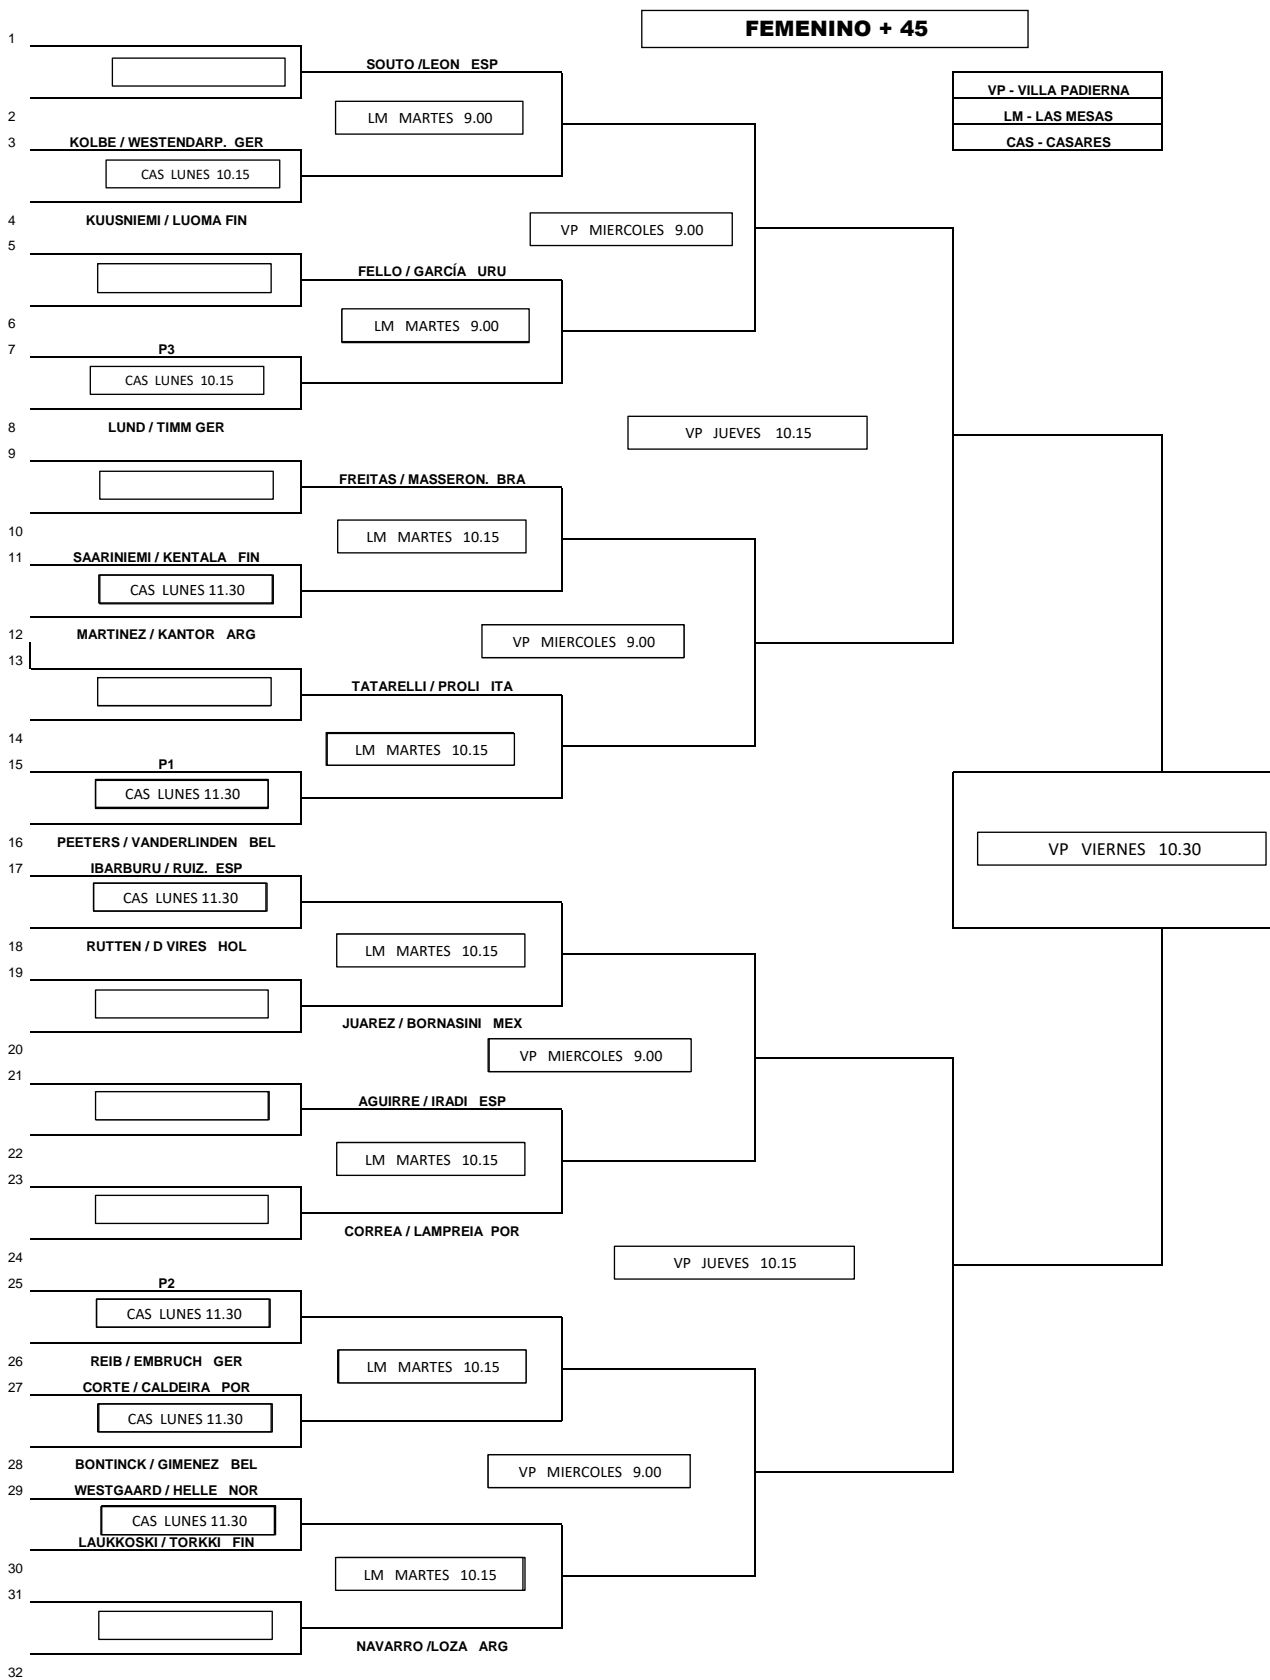 FEMENINO + 45
1
SOUTO /LEON ESP
VP - VILLA PADIERNA
2
LM MARTES 9.00
LM - LAS MESAS
3
KOLBE / WESTENDARP. GER
CAS - CASARES
CAS LUNES 10.15
4
KUUSNIEMI / LUOMA FIN
VP MIERCOLES 9.00
5
FELLO / GARCÍA URU
6
LM MARTES 9.00
7
P3
CAS LUNES 10.15
8
LUND / TIMM GER
VP JUEVES 10.15
9
FREITAS / MASSERON. BRA
10
LM MARTES 10.15
11
SAARINIEMI / KENTALA FIN
CAS LUNES 11.30
12
MARTINEZ / KANTOR ARG
VP MIERCOLES 9.00
13
TATARELLI / PROLI ITA
14
LM MARTES 10.15
15
P1
CAS LUNES 11.30
16
PEETERS / VANDERLINDEN BEL
VP VIERNES 10.30
17
IBARBURU / RUIZ. ESP
CAS LUNES 11.30
18
RUTTEN / D VIRES HOL
LM MARTES 10.15
19
JUAREZ / BORNASINI MEX
20
VP MIERCOLES 9.00
21
AGUIRRE / IRADI ESP
22
LM MARTES 10.15
23
CORREA / LAMPREIA POR
24
VP JUEVES 10.15
25
P2
CAS LUNES 11.30
26
REIB / EMBRUCH GER
LM MARTES 10.15
27
CORTE / CALDEIRA POR
CAS LUNES 11.30
28
BONTINCK / GIMENEZ BEL
VP MIERCOLES 9.00
29
WESTGAARD / HELLE NOR
CAS LUNES 11.30
LAUKKOSKI / TORKKI FIN
30
LM MARTES 10.15
31
NAVARRO /LOZA ARG
32